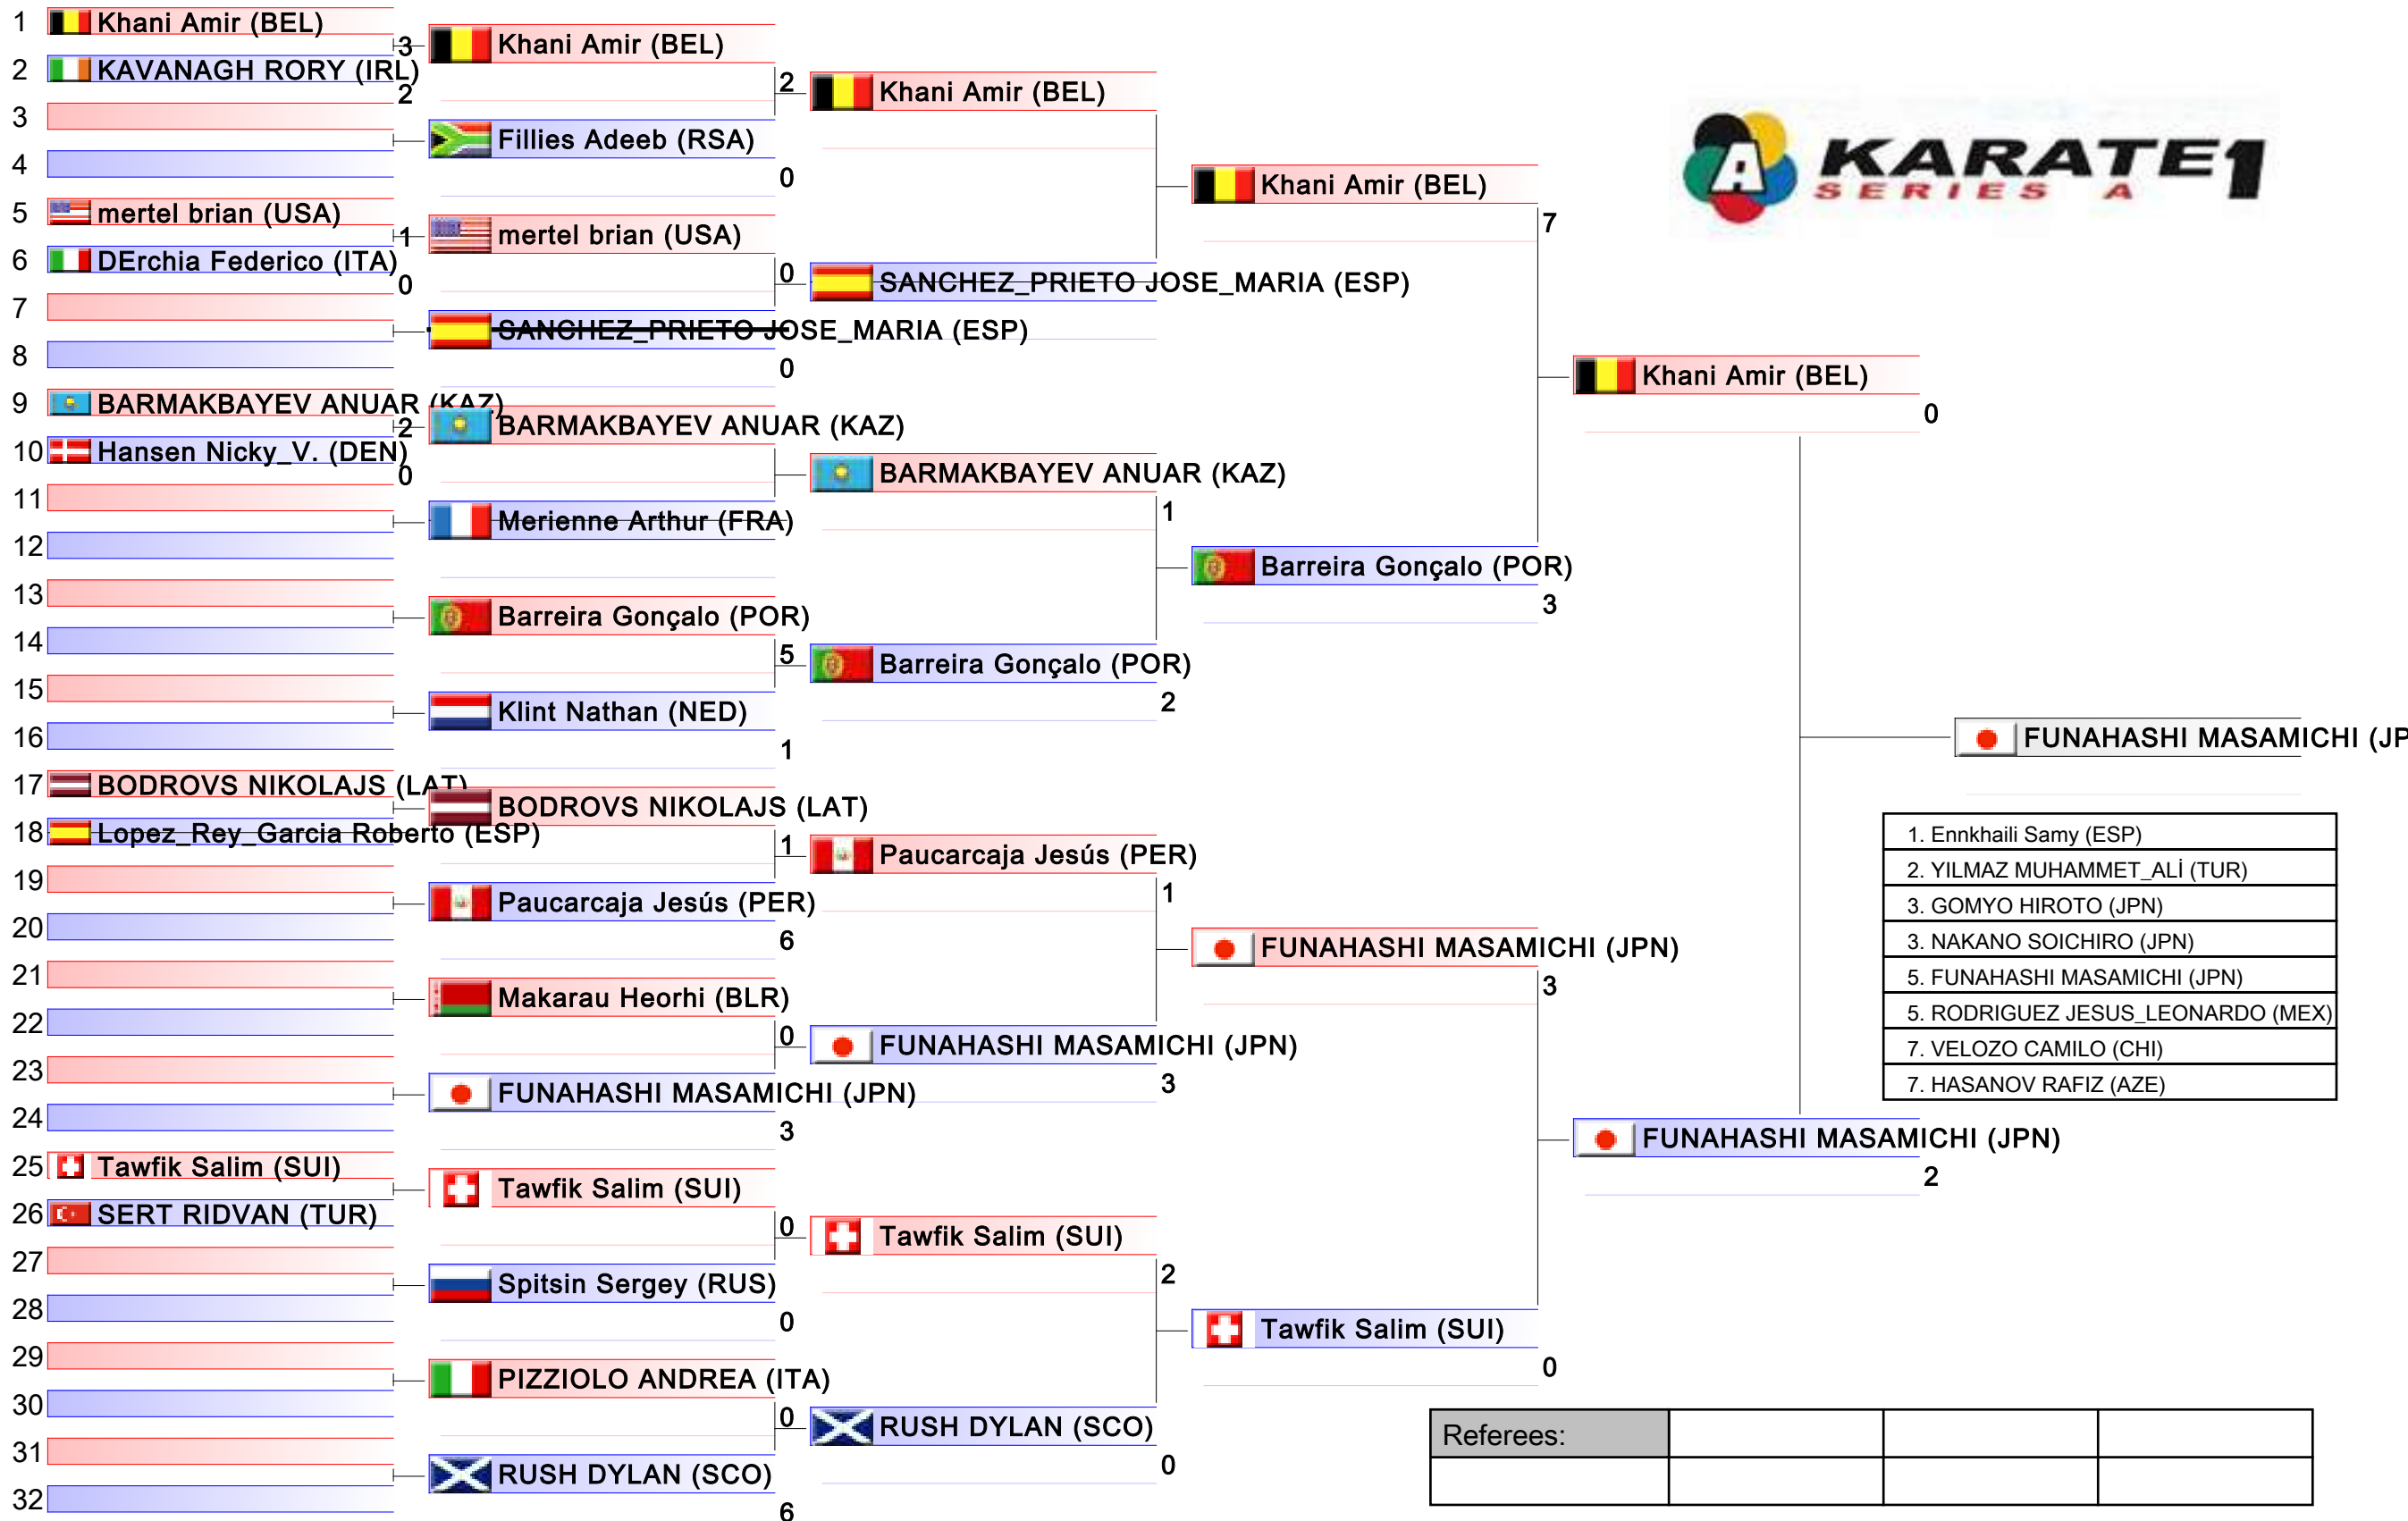 1 Khani Amir (BEL)
3
2 KAVANAGH RORY (IRL)
2
3
4
5 mertel brian (USA)
1
6 DErchia Federico (ITA)
0
7
8
9 BARMAKBAYEV ANUAR (KAZ)
2
10 Hansen Nicky_V. (DEN)
0
11
12
13
14
15
16
17 BODROVS NIKOLAJS (LAT)
18 Lopez_Rey_Garcia Roberto (ESP)
19
20
21
22
23
24
25 Tawfik Salim (SUI)
26 SERT RIDVAN (TUR)
27
28
29
30
31
32
Khani Amir (BEL)
2
Fillies Adeeb (RSA)
0
mertel brian (USA)
0
SANCHEZ_PRIETO JOSE_MARIA (ESP)
0
BARMAKBAYEV ANUAR (KAZ)
Merienne Arthur (FRA)
Barreira Gonçalo (POR)
5
Klint Nathan (NED)
1
BODROVS NIKOLAJS (LAT)
1
Paucarcaja Jesús (PER)
6
Makarau Heorhi (BLR)
0
FUNAHASHI MASAMICHI (JPN)
3
Tawfik Salim (SUI)
0
Spitsin Sergey (RUS)
0
PIZZIOLO ANDREA (ITA)
0
RUSH DYLAN (SCO)
6
Khani Amir (BEL)
SANCHEZ_PRIETO JOSE_MARIA (ESP)
BARMAKBAYEV ANUAR (KAZ)
1
Barreira Gonçalo (POR)
2
Paucarcaja Jesús (PER)
1
FUNAHASHI MASAMICHI (JPN)
3
Tawfik Salim (SUI)
2
RUSH DYLAN (SCO)
0
Khani Amir (BEL)
7
Barreira Gonçalo (POR)
3
FUNAHASHI MASAMICHI (JPN)
3
Tawfik Salim (SUI)
0
Khani Amir (BEL)
0
FUNAHASHI MASAMICHI (JPN)
2
A KARATE1
SERIES A
FUNAHASHI MASAMICHI (JP
1. Ennkhaili Samy (ESP)
2. YILMAZ MUHAMMET_ALİ (TUR)
3. GOMYO HIROTO (JPN)
3. NAKANO SOICHIRO (JPN)
5. FUNAHASHI MASAMICHI (JPN)
5. RODRIGUEZ JESUS_LEONARDO (MEX)
7. VELOZO CAMILO (CHI)
7. HASANOV RAFIZ (AZE)
Referees: